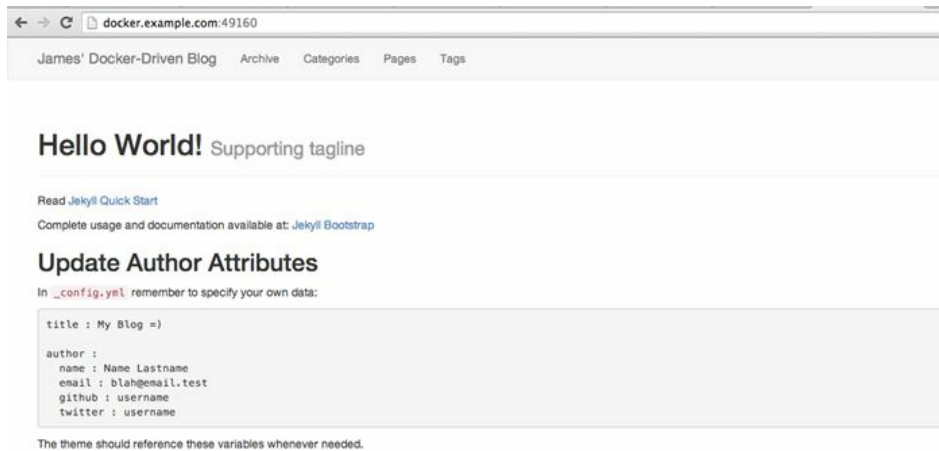 docker.example.com:49160
James' Docker-Driven Blog Archive Categories Pages Tags
Hello World! Supporting tagline
Read Jekyll Quick Start
Complete usage and documentation available at: Jekyll Bootstrap
Update Author Attributes
In _config.yml remember to specify your own data:
title : My Blog =)
author :
name : Name Lastname
email : blah@email.test
github : username
twitter : username
The theme should reference these variables whenever needed.